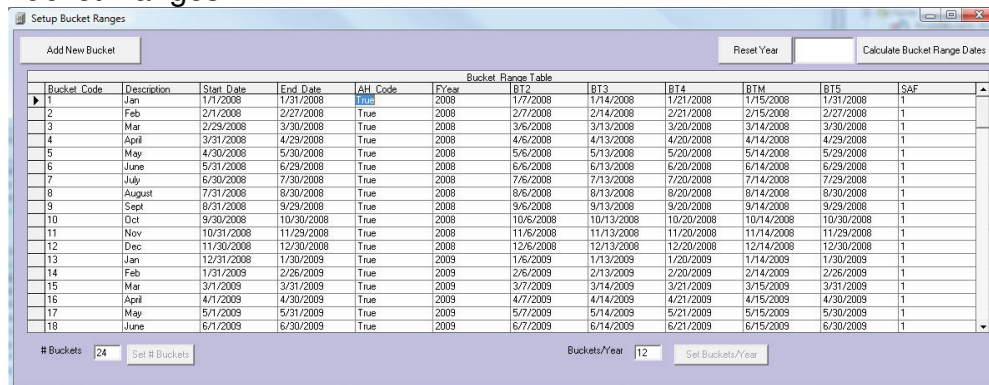 Setup Bucket Ranges
Add New Bucket Reset Year Calculate Bucket Range Dates
Bucket Range Table
Bucket Code Description Start Date End Date AH Code FYear BT2 BT3 BT4 BTM BT5 SAF
1 Jan 1/1/2008 1/31/2008 True 2008 1/7/2008 1/14/2008 1/21/2008 1/15/2008 1/31/2008 1
2 Feb 2/1/2008 2/27/2008 True 2008 2/7/2008 2/14/2008 2/21/2008 2/15/2008 2/27/2008 1
3 Mar 2/29/2008 3/30/2008 True 2008 3/6/2008 3/13/2008 3/20/2008 3/14/2008 3/30/2008 1
4 April 3/31/2008 4/29/2008 True 2008 4/6/2008 4/13/2008 4/20/2008 4/14/2008 4/29/2008 1
5 May 4/30/2008 5/30/2008 True 2008 5/6/2008 5/13/2008 5/20/2008 5/14/2008 5/29/2008 1
6 June 5/31/2008 6/29/2008 True 2008 6/6/2008 6/13/2008 6/20/2008 6/14/2008 6/29/2008 1
7 July 6/30/2008 7/30/2008 True 2008 7/6/2008 7/13/2008 7/20/2008 7/14/2008 7/29/2008 1
8 August 7/31/2008 8/30/2008 True 2008 8/6/2008 8/13/2008 8/20/2008 8/14/2008 8/30/2008 1
9 Sept 8/31/2008 9/29/2008 True 2008 9/6/2008 9/13/2008 9/20/2008 9/14/2008 9/29/2008 1
10 Oct 9/30/2008 10/30/2008 True 2008 10/6/2008 10/13/2008 10/20/2008 10/14/2008 10/30/2008 1
11 Nov 10/31/2008 11/29/2008 True 2008 11/6/2008 11/13/2008 11/20/2008 11/14/2008 11/29/2008 1
12 Dec 11/30/2008 12/30/2008 True 2008 12/6/2008 12/13/2008 12/20/2008 12/14/2008 12/30/2008 1
13 Jan 12/31/2008 1/30/2009 True 2009 1/6/2009 1/13/2009 1/20/2009 1/14/2009 1/30/2009 1
14 Feb 1/31/2009 2/26/2009 True 2009 2/6/2009 2/13/2009 2/20/2009 2/14/2009 2/26/2009 1
15 Mar 3/1/2009 3/31/2009 True 2009 3/7/2009 3/14/2009 3/21/2009 3/15/2009 3/31/2009 1
16 April 4/1/2009 4/30/2009 True 2009 4/7/2009 4/14/2009 4/21/2009 4/15/2009 4/30/2009 1
17 May 5/1/2009 5/31/2009 True 2009 5/7/2009 5/14/2009 5/21/2009 5/15/2009 5/30/2009 1
18 June 6/1/2009 6/30/2009 True 2009 6/7/2009 6/14/2009 6/21/2009 6/15/2009 6/30/2009 1
# Buckets 24 Set # Buckets Buckets/Year 12 Set Buckets/Year